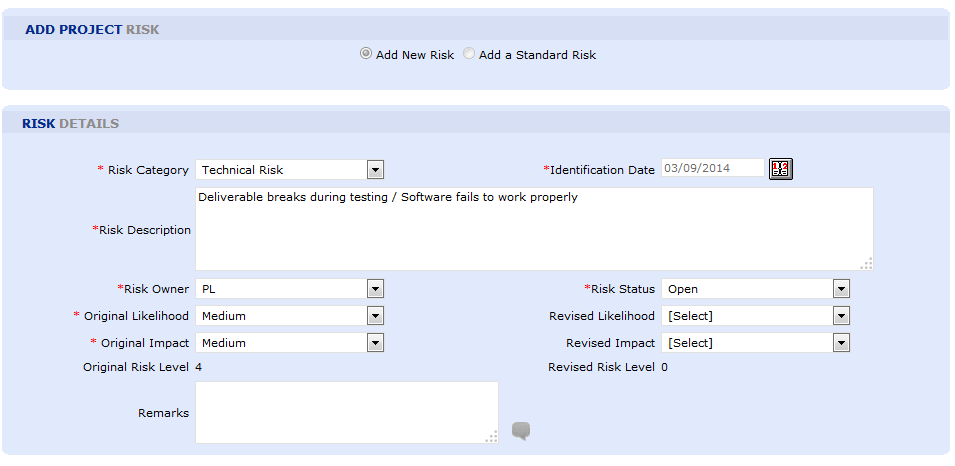 ADD PROJECT RISK
Add New Risk Add a Standard Risk
RISK DETAILS
* Risk Category Technical Risk *Identification Date 03/09/2014
*Risk Description Deliverable breaks during testing / Software fails to work properly
*Risk Owner PL *Risk Status Open
* Original Likelihood Medium Revised Likelihood [Select]
* Original Impact Medium Revised Impact [Select]
Original Risk Level 4 Revised Risk Level 0
Remarks